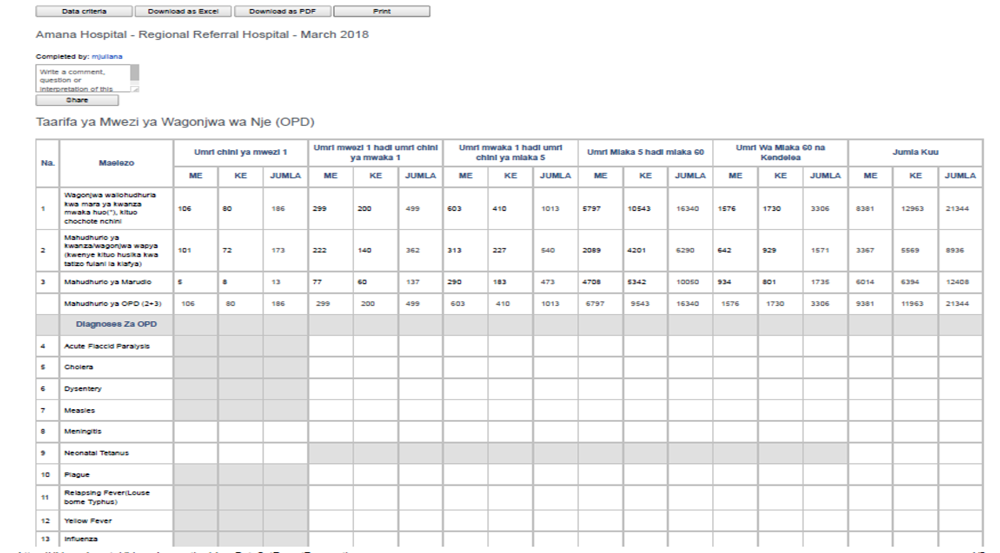 Data criteria Download as Excel Download as PDF Print
Amana Hospital - Regional Referral Hospital - March 2018
Completed by: mjuliana
Write a comment,
question or
interpretation of this
Share
Taarifa ya Mwezi ya Wagonjwa wa Nje (OPD)
Na. Maelezo Umri chini ya mwezi 1 Umri mwezi 1 hadi umri chini ya mwaka 1 Umri mwaka 1 hadi umri chini ya miaka 5 Umri Miaka 5 hadi miaka 60 Umri Wa Miaka 60 na Kendelea Jumla Kuu
ME KE JUMLA ME KE JUMLA ME KE JUMLA ME KE JUMLA ME KE JUMLA ME KE JUMLA
1 Wagonjwa waliohudhuria
kwa mara ya kwanza
mwaka huo(*), kituo
chochote nchini
106 80 186 299 200 499 603 410 1013 5797 10543 16340 1576 1730 3306 8381 12963 21344
2 Mahudhurio ya
kwanza/wagonjwa wapya
(kwenye kituo husika kwa
tatizo fulani la kiafya)
101 72 173 222 140 362 313 227 540 2089 4201 6290 642 929 1571 3367 5569 8936
3 Mahudhurio ya Marudio 5 8 13 77 60 137 290 183 473 4708 5342 10050 934 801 1735 6014 6394 12408
Mahudhurio ya OPD (2+3) 106 80 186 299 200 499 603 410 1013 6797 9543 16340 1576 1730 3306 9381 11963 21344
Diagnoses Za OPD
4 Acute Flaccid Paralysis
5 Cholera
6 Dysentery
7 Measles
8 Meningitis
9 Neonatal Tetanus
10 Plague
11 Relapsing Fever(Louse
borne Typhus)
12 Yellow Fever
13 Influenza